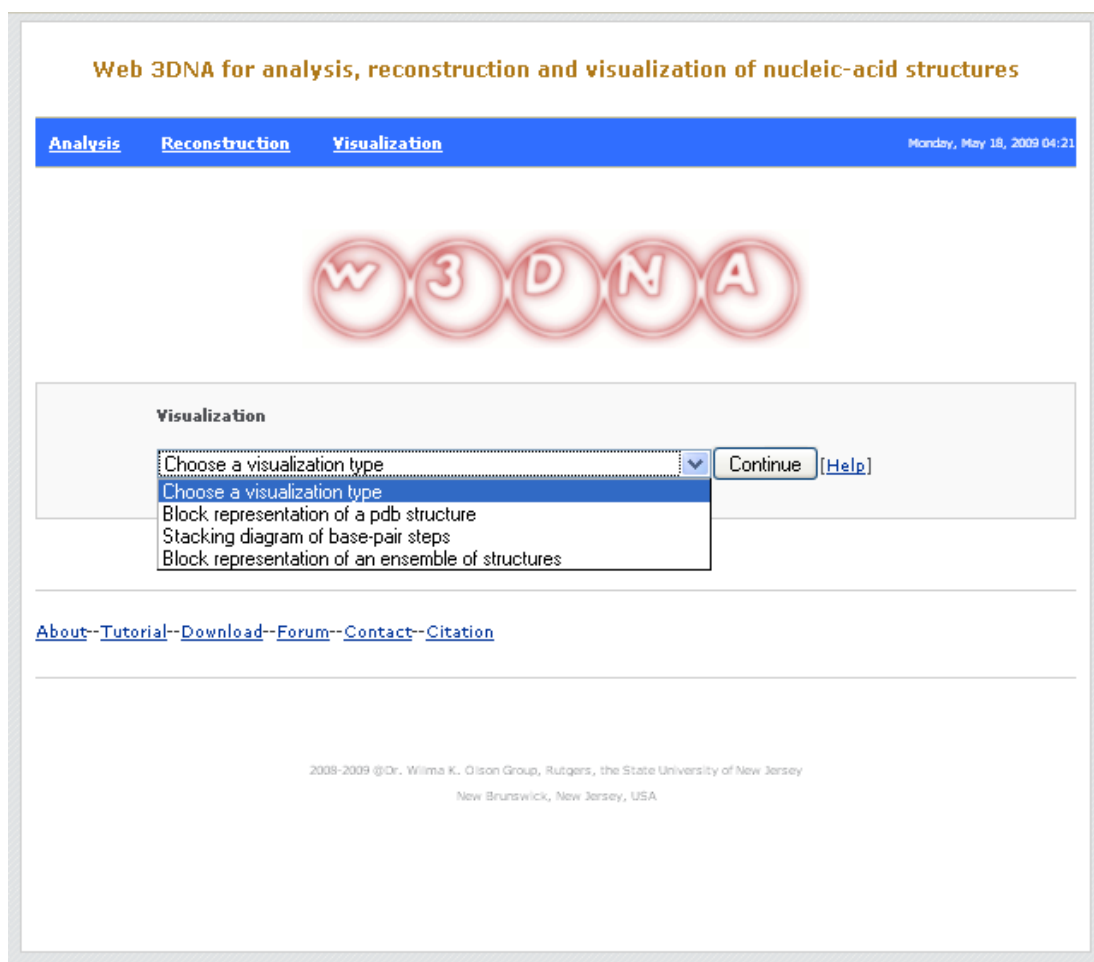 Web 3DNA for analysis, reconstruction and visualization of nucleic-acid structures
Analysis Reconstruction Visualization Monday, May 18, 2009 04:21
W 3 D N A
Visualization
Choose a visualization type Continue [Help]
Choose a visualization type
Block representation of a pdb structure
Stacking diagram of base-pair steps
Block representation of an ensemble of structures
About--Tutorial--Download--Forum--Contact--Citation
2008-2009 @Dr. Wilma K. Olson Group, Rutgers, the State University of New Jersey
New Brunswick, New Jersey, USA